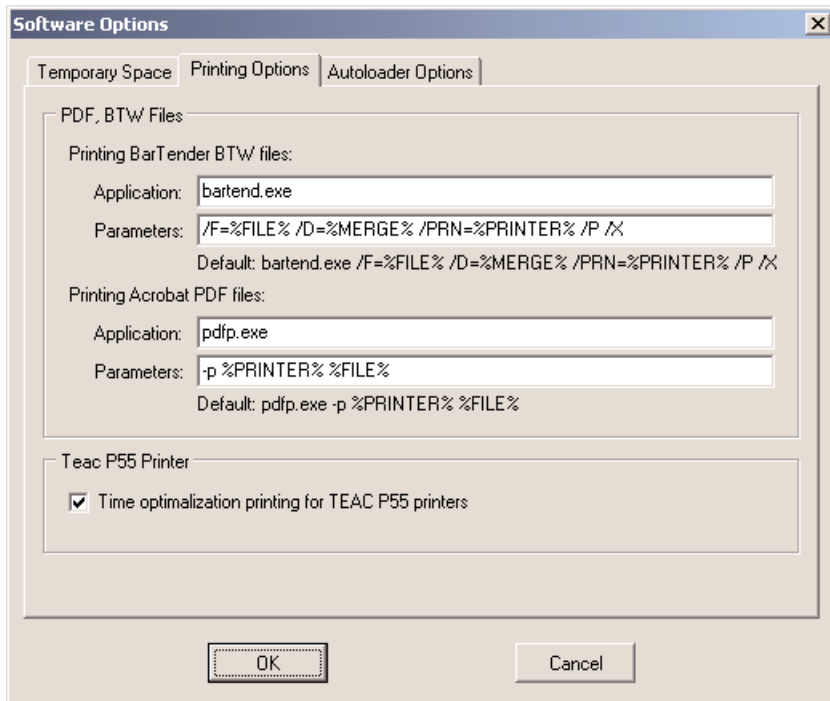 Software Options
Temporary Space Printing Options Autoloader Options
PDF, BTW Files
Printing BarTender BTW files:
Application: bartend.exe
Parameters: /F=%FILE% /D=%MERGE% /PRN=%PRINTER% /P /X
Default: bartend.exe /F=%FILE% /D=%MERGE% /PRN=%PRINTER% /P /X
Printing Acrobat PDF files:
Application: pdfp.exe
Parameters: -p %PRINTER% %FILE%
Default: pdfp.exe -p %PRINTER% %FILE%
Teac P55 Printer
Time optimalization printing for TEAC P55 printers
OK Cancel